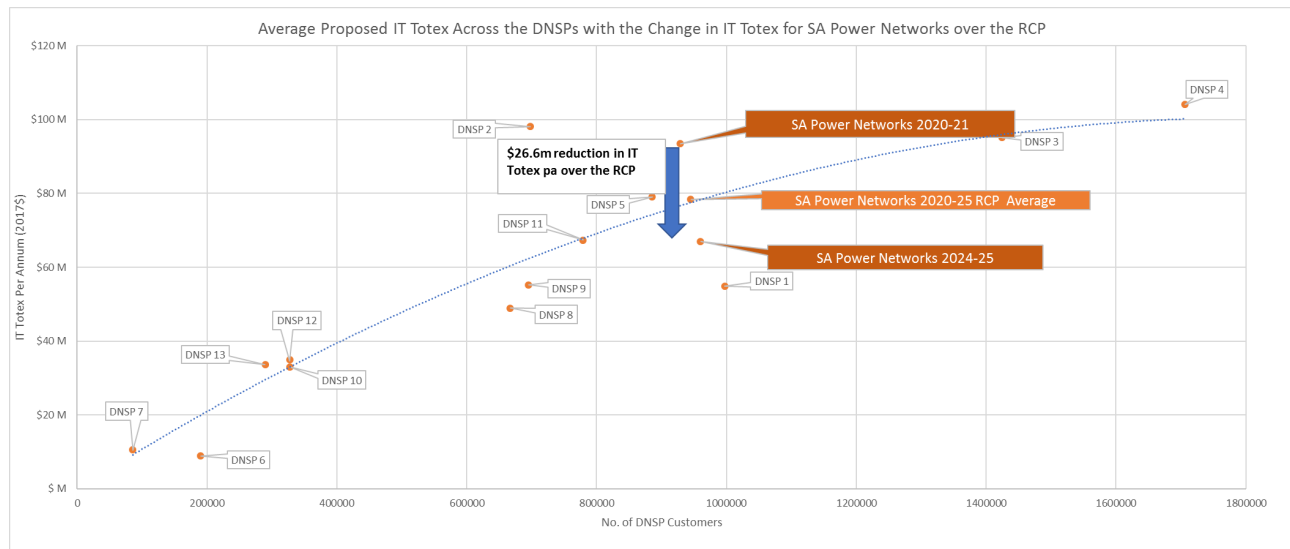 Average Proposed IT Totex Across the DNSPs with the Change in IT Totex for SA Power Networks over the RCP
$120 M
$100 M
$80 M
$60 M
$40 M
$20 M
$ M
IT Totex Per Annum (2017$)
DNSP 4
DNSP 2
SA Power Networks 2020-21
DNSP 3
$26.6m reduction in IT
Totex pa over the RCP
DNSP 5
SA Power Networks 2020-25 RCP Average
DNSP 11
SA Power Networks 2024-25
DNSP 9
DNSP 1
DNSP 8
DNSP 12
DNSP 13
DNSP 10
DNSP 7
DNSP 6
0
200000
400000
600000
800000
1000000
1200000
1400000
1600000
1800000
No. of DNSP Customers